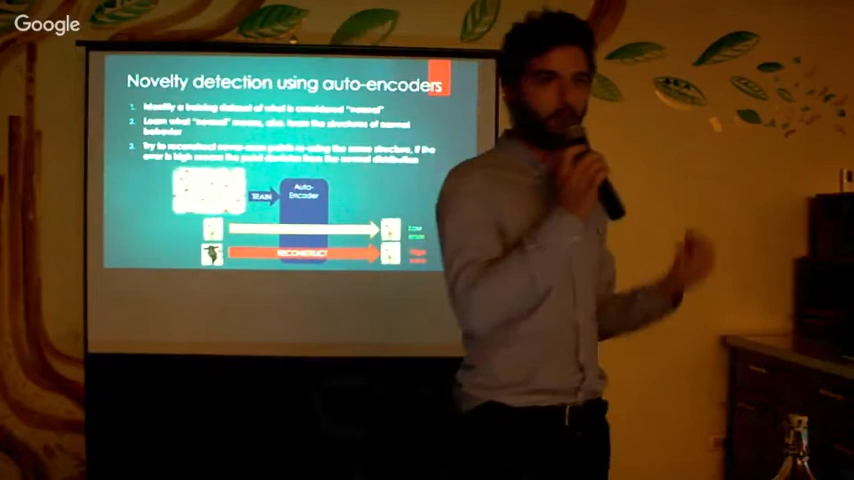 Google
Novelty detection using auto-encoders
1. Identify a training dataset of what is considered "normal"
2. Learn what "normal" means, also learn the structures of normal
behavior
3. Try to reconstruct never-seen points using the same structure, if the
error is high means the point deviates from the normal distribution
TRAIN
Auto-
Encoder
Low
error
RECONSTRUCT
High
error